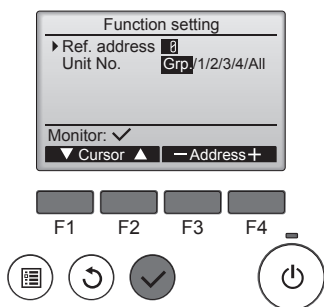 Function setting
▶Ref. address 0
Unit No. Grp./1/2/3/4/All
Monitor: ✓
▼ Cursor ▲ －Address＋
F1 F2 F3 F4